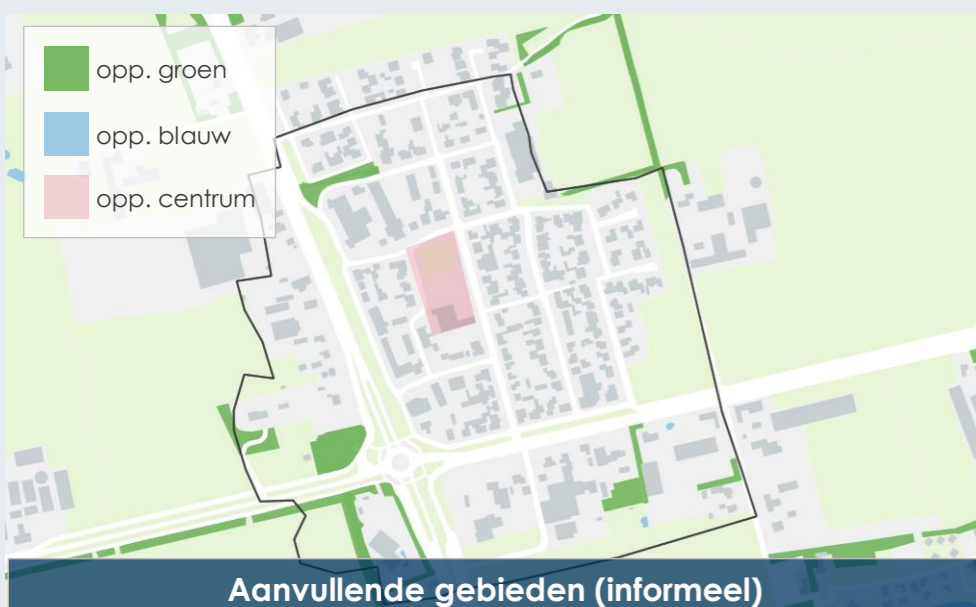 opp. groen
opp. blauw
opp. centrum
Aanvullende gebieden (informeel)